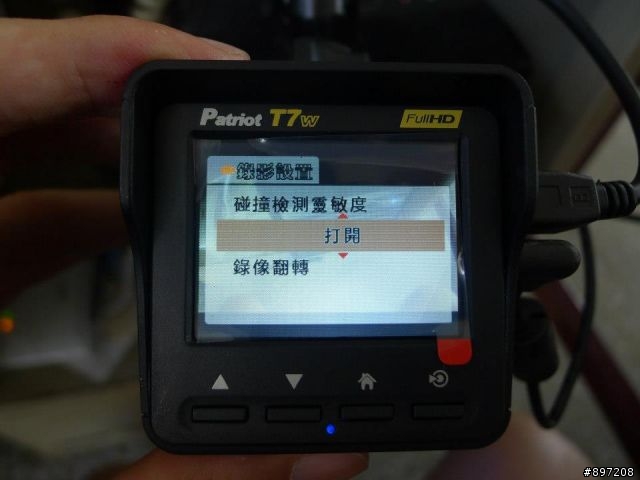 Patriot T7w FullHD
錄影設置
碰撞檢測靈敏度
打開
錄像翻轉
#897208